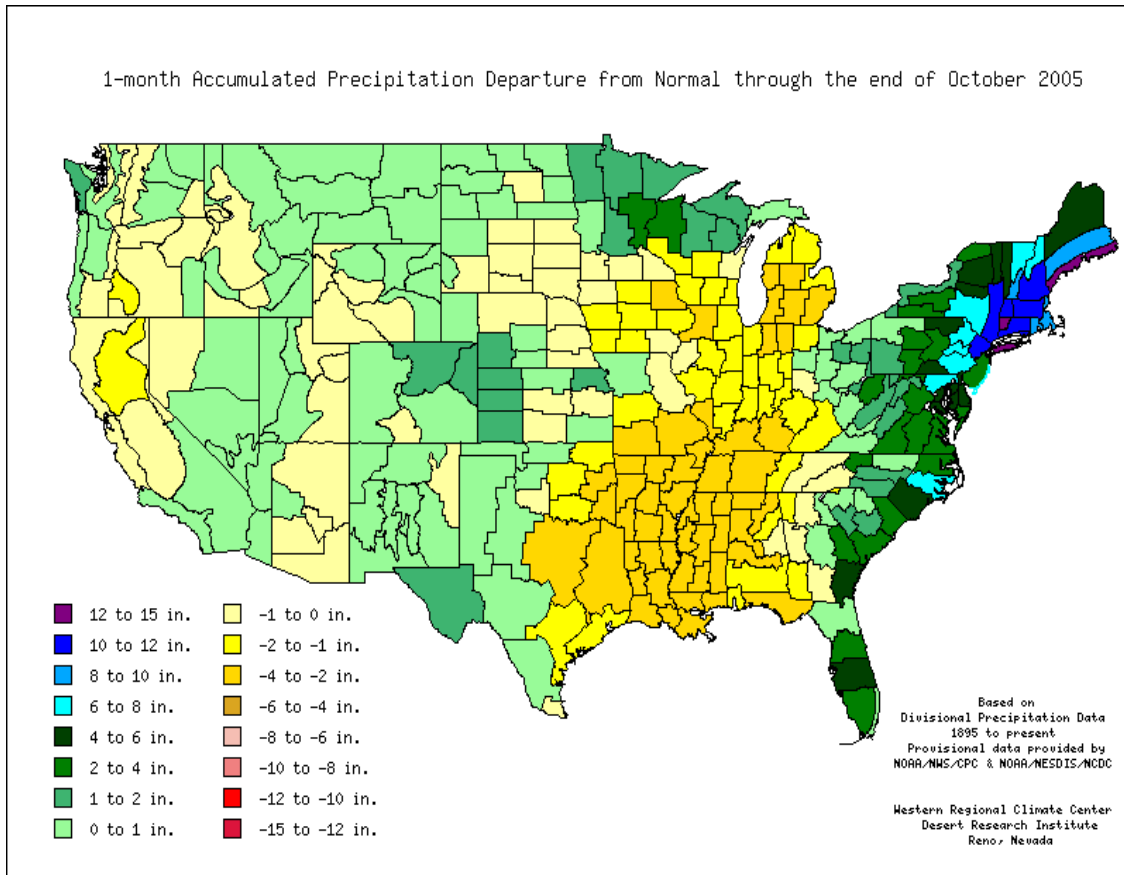 1-month Accumulated Precipitation Departure from Normal through the end of October 2005
12 to 15 in.
10 to 12 in.
8 to 10 in.
6 to 8 in.
4 to 6 in.
2 to 4 in.
1 to 2 in.
0 to 1 in.
-1 to 0 in.
-2 to -1 in.
-4 to -2 in.
-6 to -4 in.
-8 to -6 in.
-10 to -8 in.
-12 to -10 in.
-15 to -12 in.
Based on
Divisional Precipitation Data
1895 to present
Provisional data provided by
NOAA/NWS/CPC & NOAA/NESDIS/NCDC
Western Regional Climate Center
Desert Research Institute
Reno, Nevada